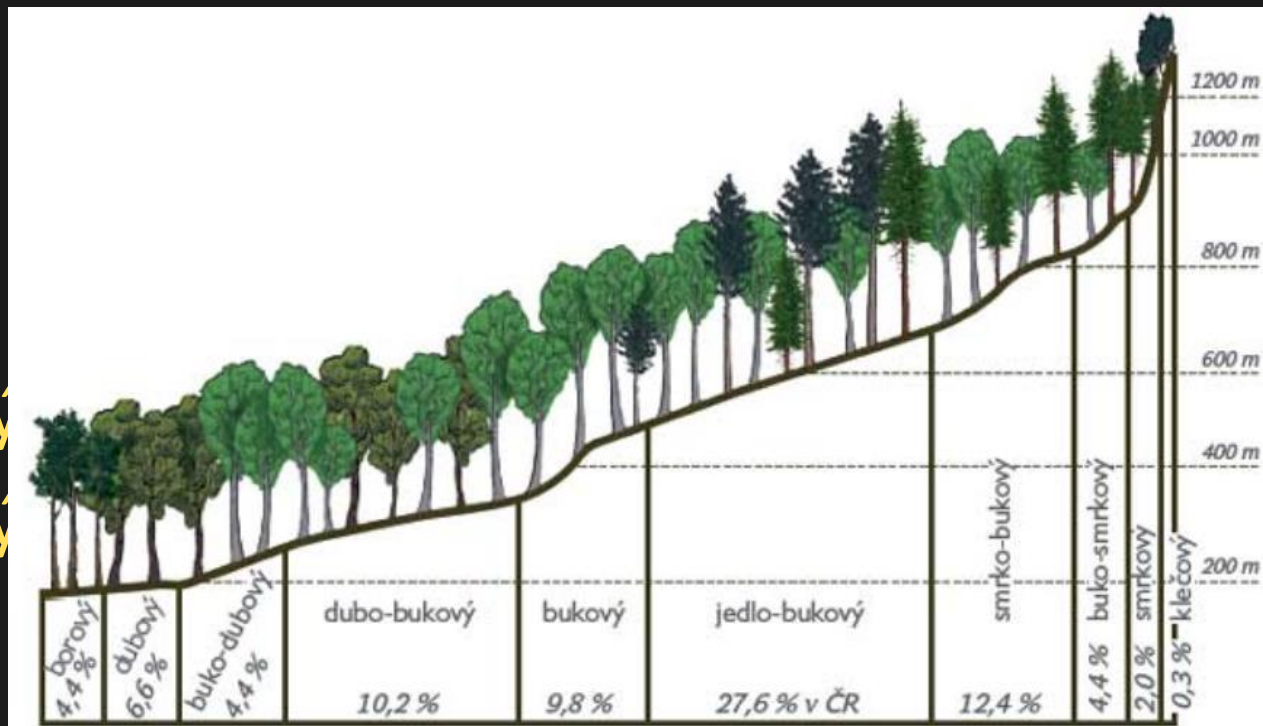 1200 m
1000 m
800 m
600 m
400 m
200 m
ý
ý
borový
4,4 %
dubový
6,6 %
buko-dubový
4,4 %
dubo-bukový
10,2 %
bukový
9,8 %
jedlo-bukový
27,6 % v ČR
smrko-bukový
12,4 %
4,4 % buko-smrkový
2,0 % smrkový
0,3 % klečový